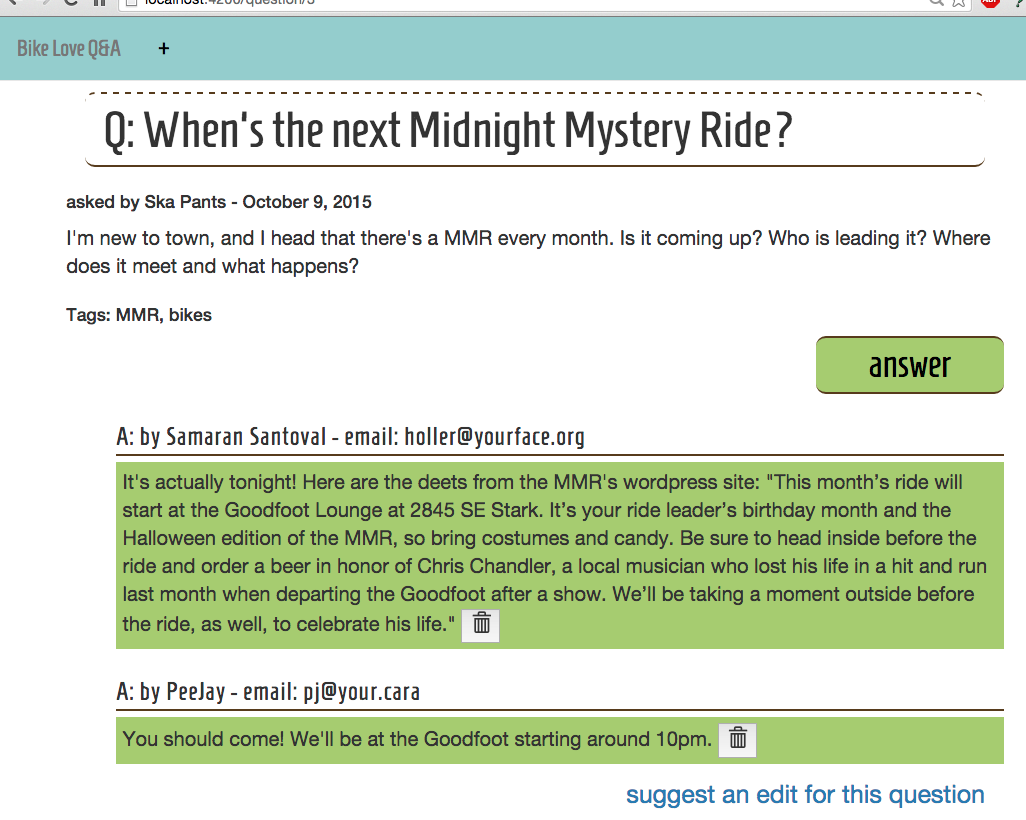 localhost:4200/question/3
Bike Love Q&A +
Q: When's the next Midnight Mystery Ride?
asked by Ska Pants - October 9, 2015
I'm new to town, and I head that there's a MMR every month. Is it coming up? Who is leading it? Where
does it meet and what happens?
Tags: MMR, bikes
answer
A: by Samaran Santoval - email: holler@yourface.org
It's actually tonight! Here are the deets from the MMR's wordpress site: "This month’s ride will
start at the Goodfoot Lounge at 2845 SE Stark. It’s your ride leader’s birthday month and the
Halloween edition of the MMR, so bring costumes and candy. Be sure to head inside before the
ride and order a beer in honor of Chris Chandler, a local musician who lost his life in a hit and run
last month when departing the Goodfoot after a show. We’ll be taking a moment outside before
the ride, as well, to celebrate his life."
A: by PeeJay - email: pj@your.cara
You should come! We'll be at the Goodfoot starting around 10pm.
suggest an edit for this question